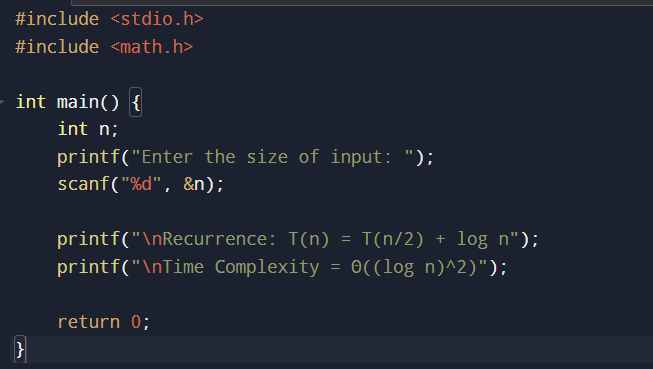 #include <stdio.h>
#include <math.h>
int main() {
    int n;
    printf("Enter the size of input: ");
    scanf("%d", &n);
    printf("\nRecurrence: T(n) = T(n/2) + log n");
    printf("\nTime Complexity = Θ((log n)^2)");
    return 0;
}